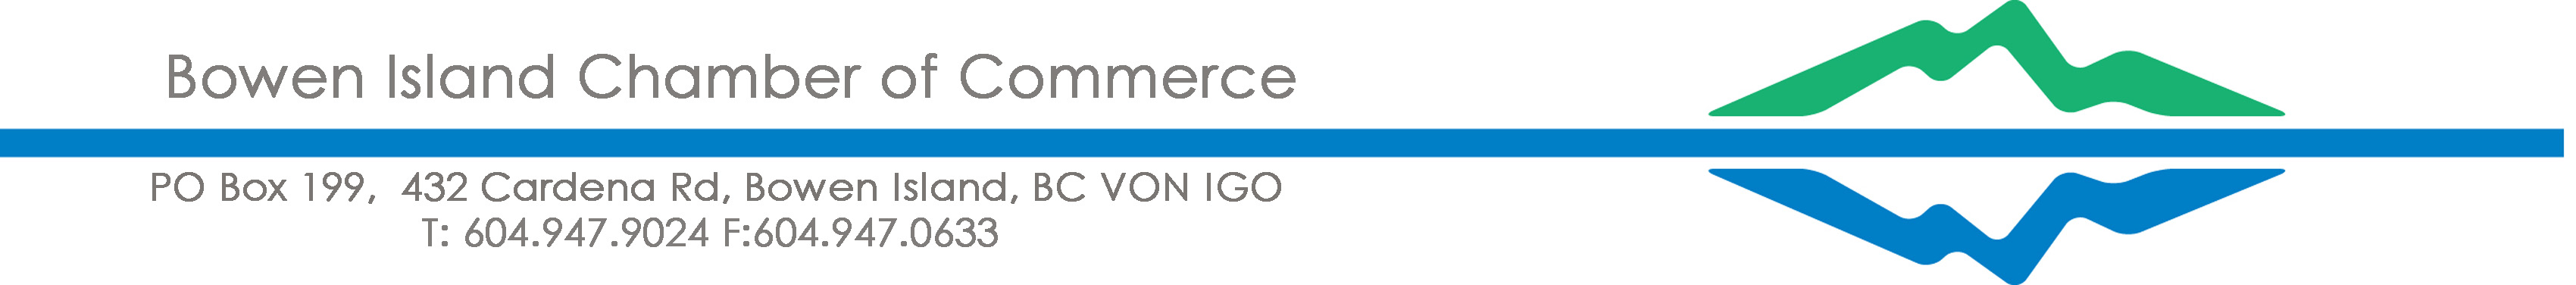 Bowen Island Chamber of Commerce
PO Box 199, 432 Cardena Rd, Bowen Island, BC VON IGO
T: 604.947.9024 F:604.947.0633